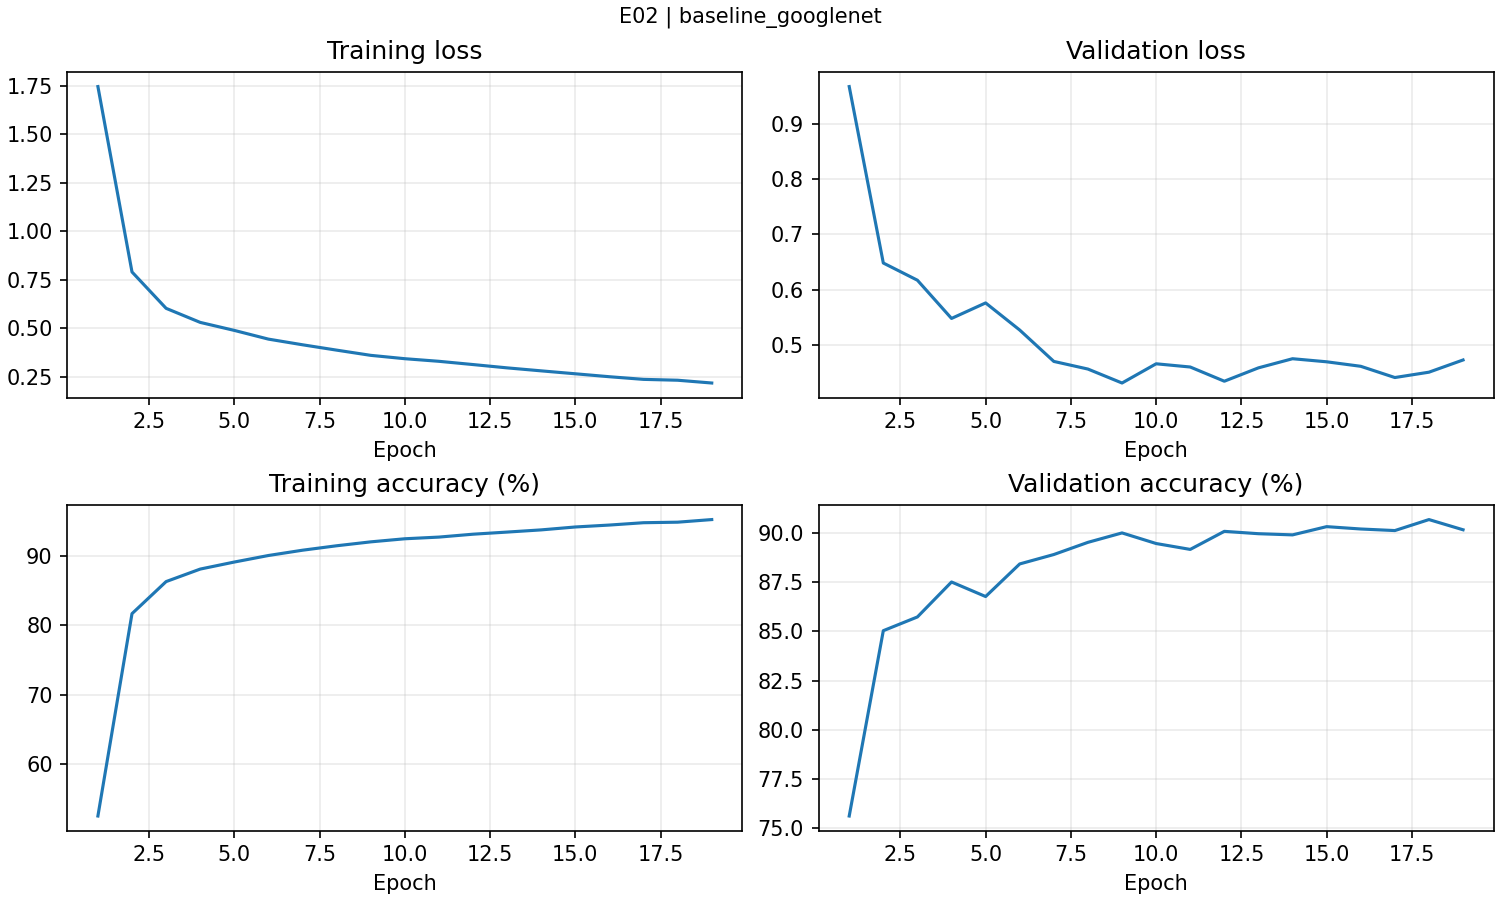 E02 | baseline_googlenet
Training loss
1.75
1.50
1.25
1.00
0.75
0.50
0.25
2.5 5.0 7.5 10.0 12.5 15.0 17.5
Epoch
Validation loss
0.9
0.8
0.7
0.6
0.5
2.5 5.0 7.5 10.0 12.5 15.0 17.5
Epoch
Training accuracy (%)
90
80
70
60
2.5 5.0 7.5 10.0 12.5 15.0 17.5
Epoch
Validation accuracy (%)
90.0
87.5
85.0
82.5
80.0
77.5
75.0
2.5 5.0 7.5 10.0 12.5 15.0 17.5
Epoch